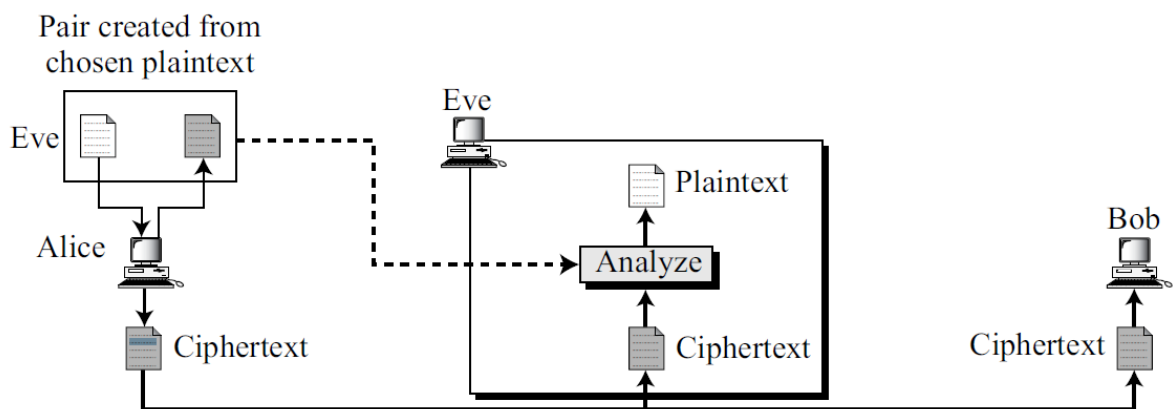 Pair created from
chosen plaintext
Eve
Eve
Plaintext
Alice
Analyze
Bob
Ciphertext
Ciphertext
Ciphertext